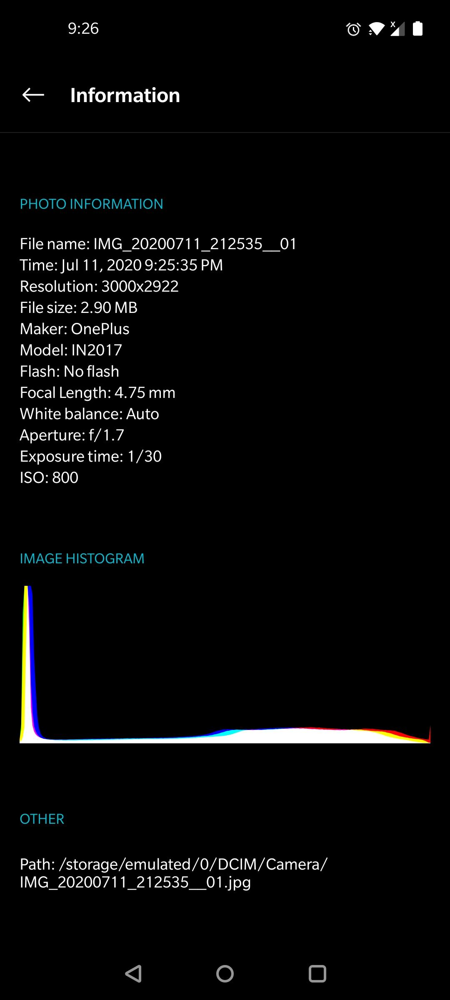 9:26
X
Information
PHOTO INFORMATION
File name: IMG_20200711_212535__01
Time: Jul 11, 2020 9:25:35 PM
Resolution: 3000x2922
File size: 2.90 MB
Maker: OnePlus
Model: IN2017
Flash: No flash
Focal Length: 4.75 mm
White balance: Auto
Aperture: f/1.7
Exposure time: 1/30
ISO: 800
IMAGE HISTOGRAM
OTHER
Path: /storage/emulated/0/DCIM/Camera/
IMG_20200711_212535__01.jpg